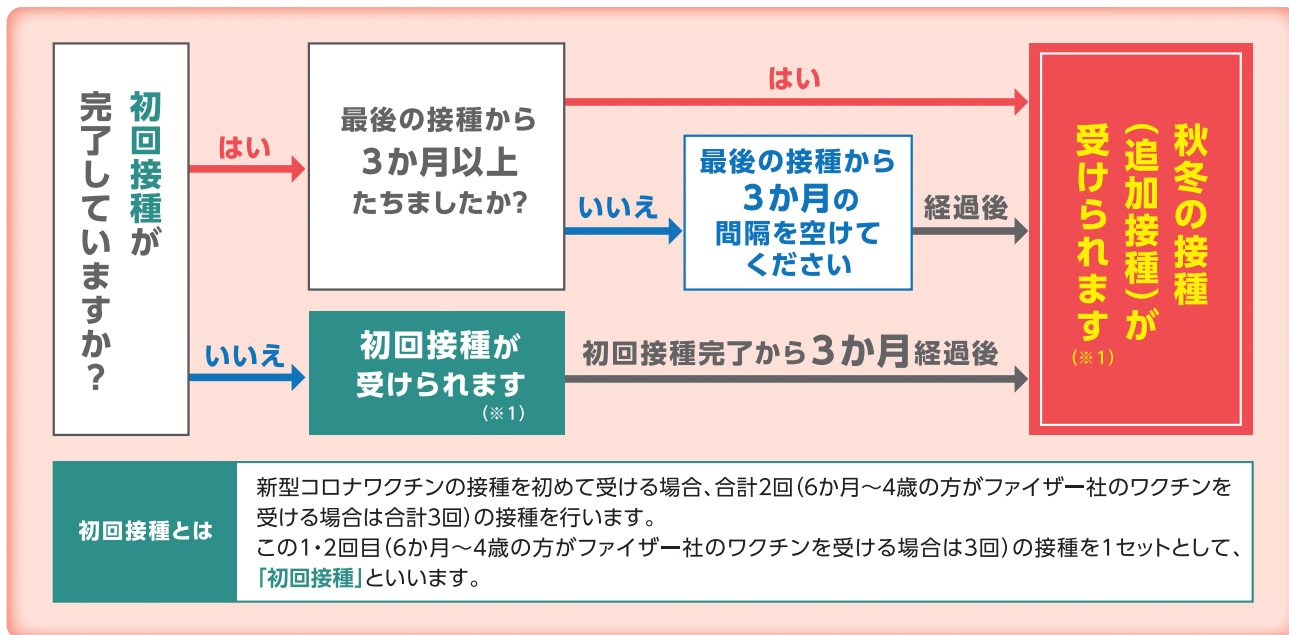 初回接種が
完了していますか？
はい
いいえ
最後の接種から
3か月以上
たちましたか？
はい
いいえ
最後の接種から
3か月の
間隔を空けて
ください
経過後
初回接種が
受けられます
（※1）
初回接種完了から3か月経過後
秋冬の接種
（追加接種）が
受けられます
（※1）
初回接種とは
新型コロナワクチンの接種を初めて受ける場合、合計2回（6か月～4歳の方がファイザー社のワクチンを
受ける場合は合計3回）の接種を行います。
この1・2回目（6か月～4歳の方がファイザー社のワクチンを受ける場合は3回）の接種を1セットとして、
「初回接種」といいます。